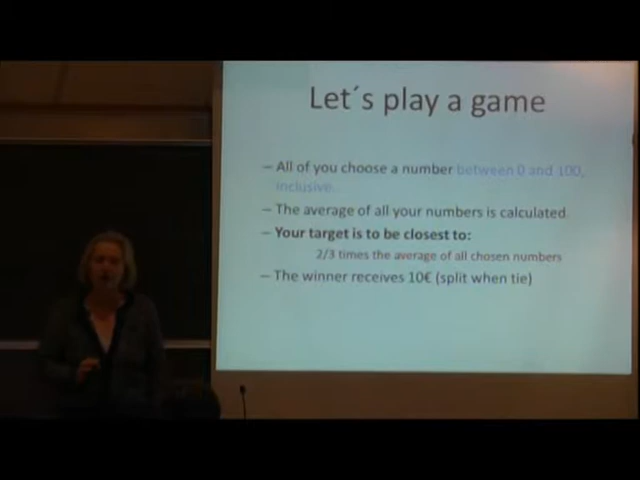 Let´s play a game
– All of you choose a number between 0 and 100,
inclusive.
– The average of all your numbers is calculated.
– Your target is to be closest to:
2/3 times the average of all chosen numbers
– The winner receives 10€ (split when tie)